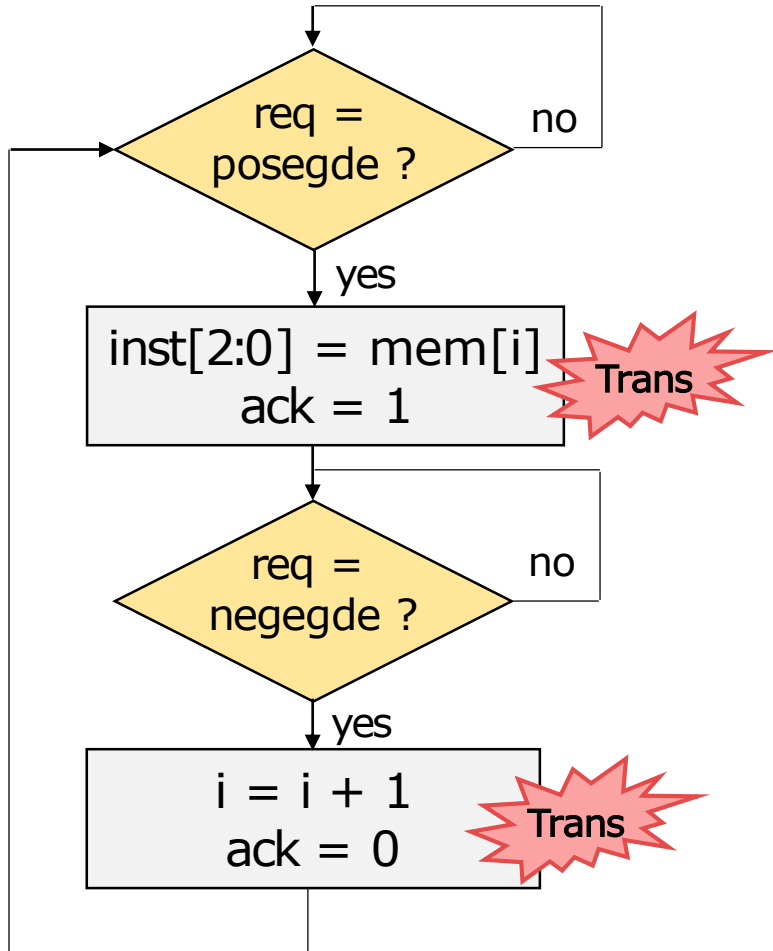 req =
posegde ?
no
yes
inst[2:0] = mem[i]
ack = 1
Trans
req =
negegde ?
no
yes
i = i + 1
ack = 0
Trans